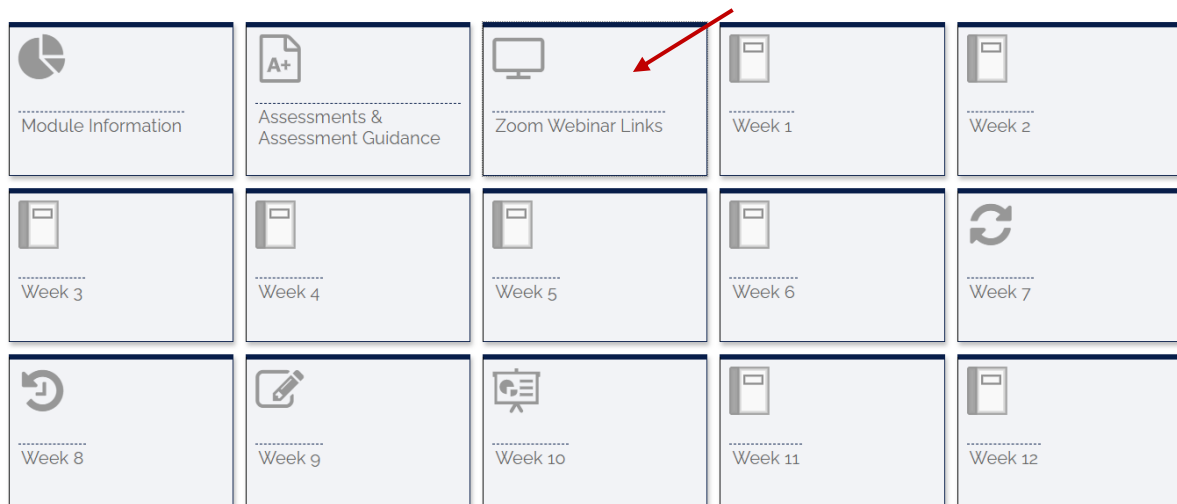 A+
Module Information
Assessments &
Assessment Guidance
Zoom Webinar Links
Week 1
Week 2
Week 3
Week 4
Week 5
Week 6
Week 7
Week 8
Week 9
Week 10
Week 11
Week 12